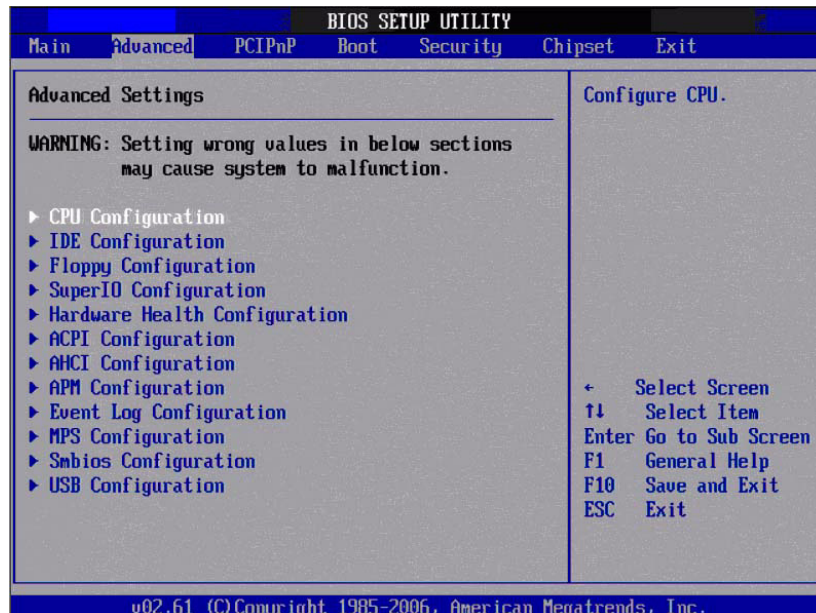 BIOS SETUP UTILITY
Main Advanced PCIPnP Boot Security Chipset Exit
Advanced Settings
WARNING: Setting wrong values in below sections
may cause system to malfunction.
CPU Configuration
IDE Configuration
Floppy Configuration
SuperIO Configuration
Hardware Health Configuration
ACPI Configuration
AHCI Configuration
APM Configuration
Event Log Configuration
MPS Configuration
Smbios Configuration
USB Configuration
Configure CPU.
← Select Screen
↑↓ Select Item
Enter Go to Sub Screen
F1 General Help
F10 Save and Exit
ESC Exit
v02.61 (C)Copyright 1985-2006, American Megatrends, Inc.